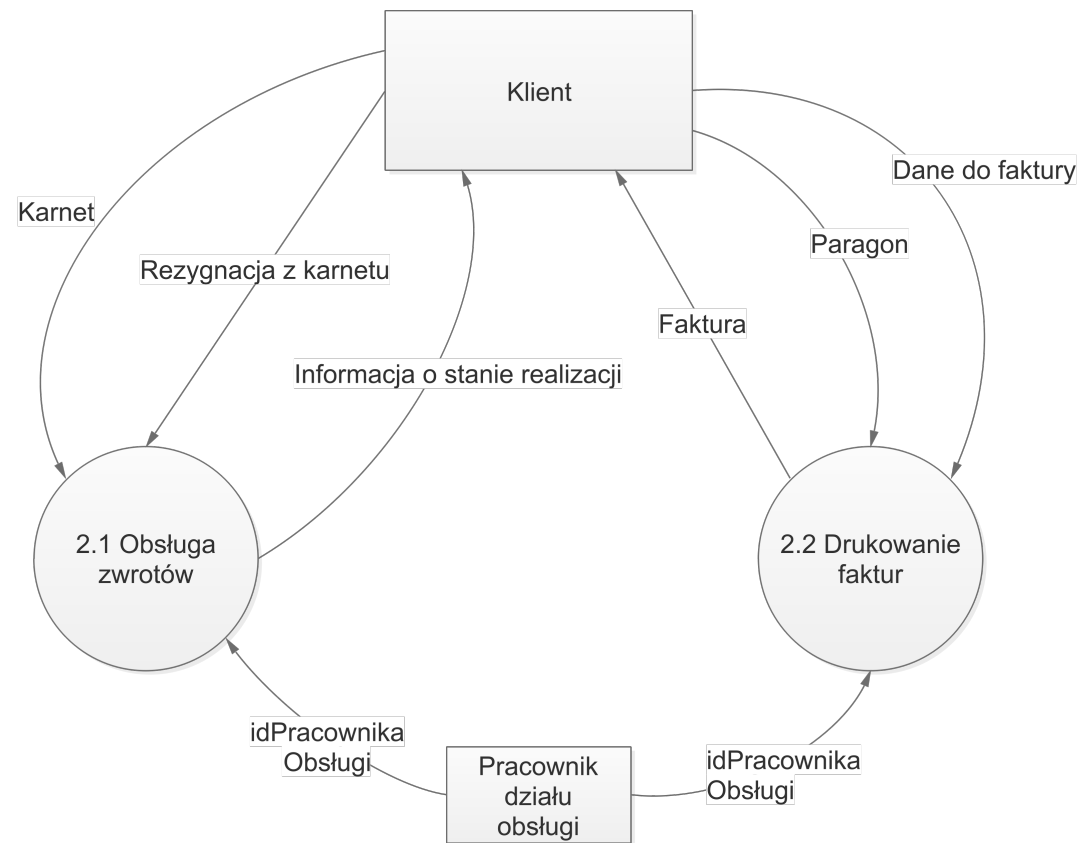 Klient
Dane do faktury
Karnet
Paragon
Rezygnacja z karnetu
Faktura
Informacja o stanie realizacji
2.1 Obsługa
zwrotów
2.2 Drukowanie
faktur
idPracownika
Obsługi
Pracownik
działu
obsługi
idPracownika
Obsługi